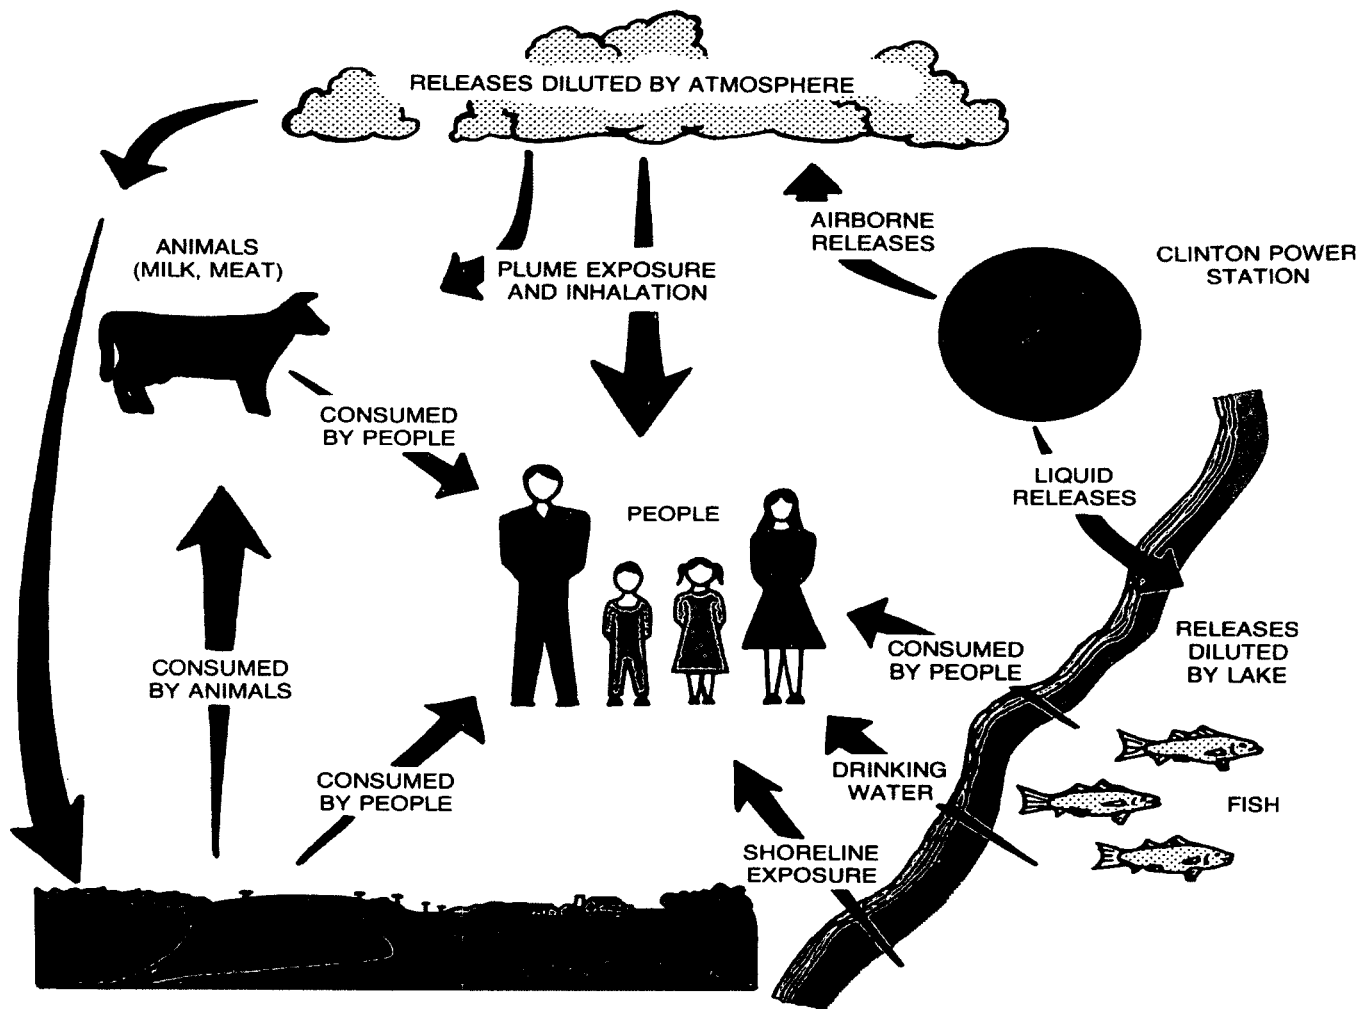 RELEASES DILUTED BY ATMOSPHERE
AIRBORNE
RELEASES
CLINTON POWER
STATION
ANIMALS
(MILK, MEAT)
PLUME EXPOSURE
AND INHALATION
CONSUMED
BY PEOPLE
LIQUID
RELEASES
PEOPLE
CONSUMED
BY ANIMALS
CONSUMED
BY PEOPLE
RELEASES
DILUTED
BY LAKE
CONSUMED
BY PEOPLE
DRINKING
WATER
FISH
SHORELINE
EXPOSURE